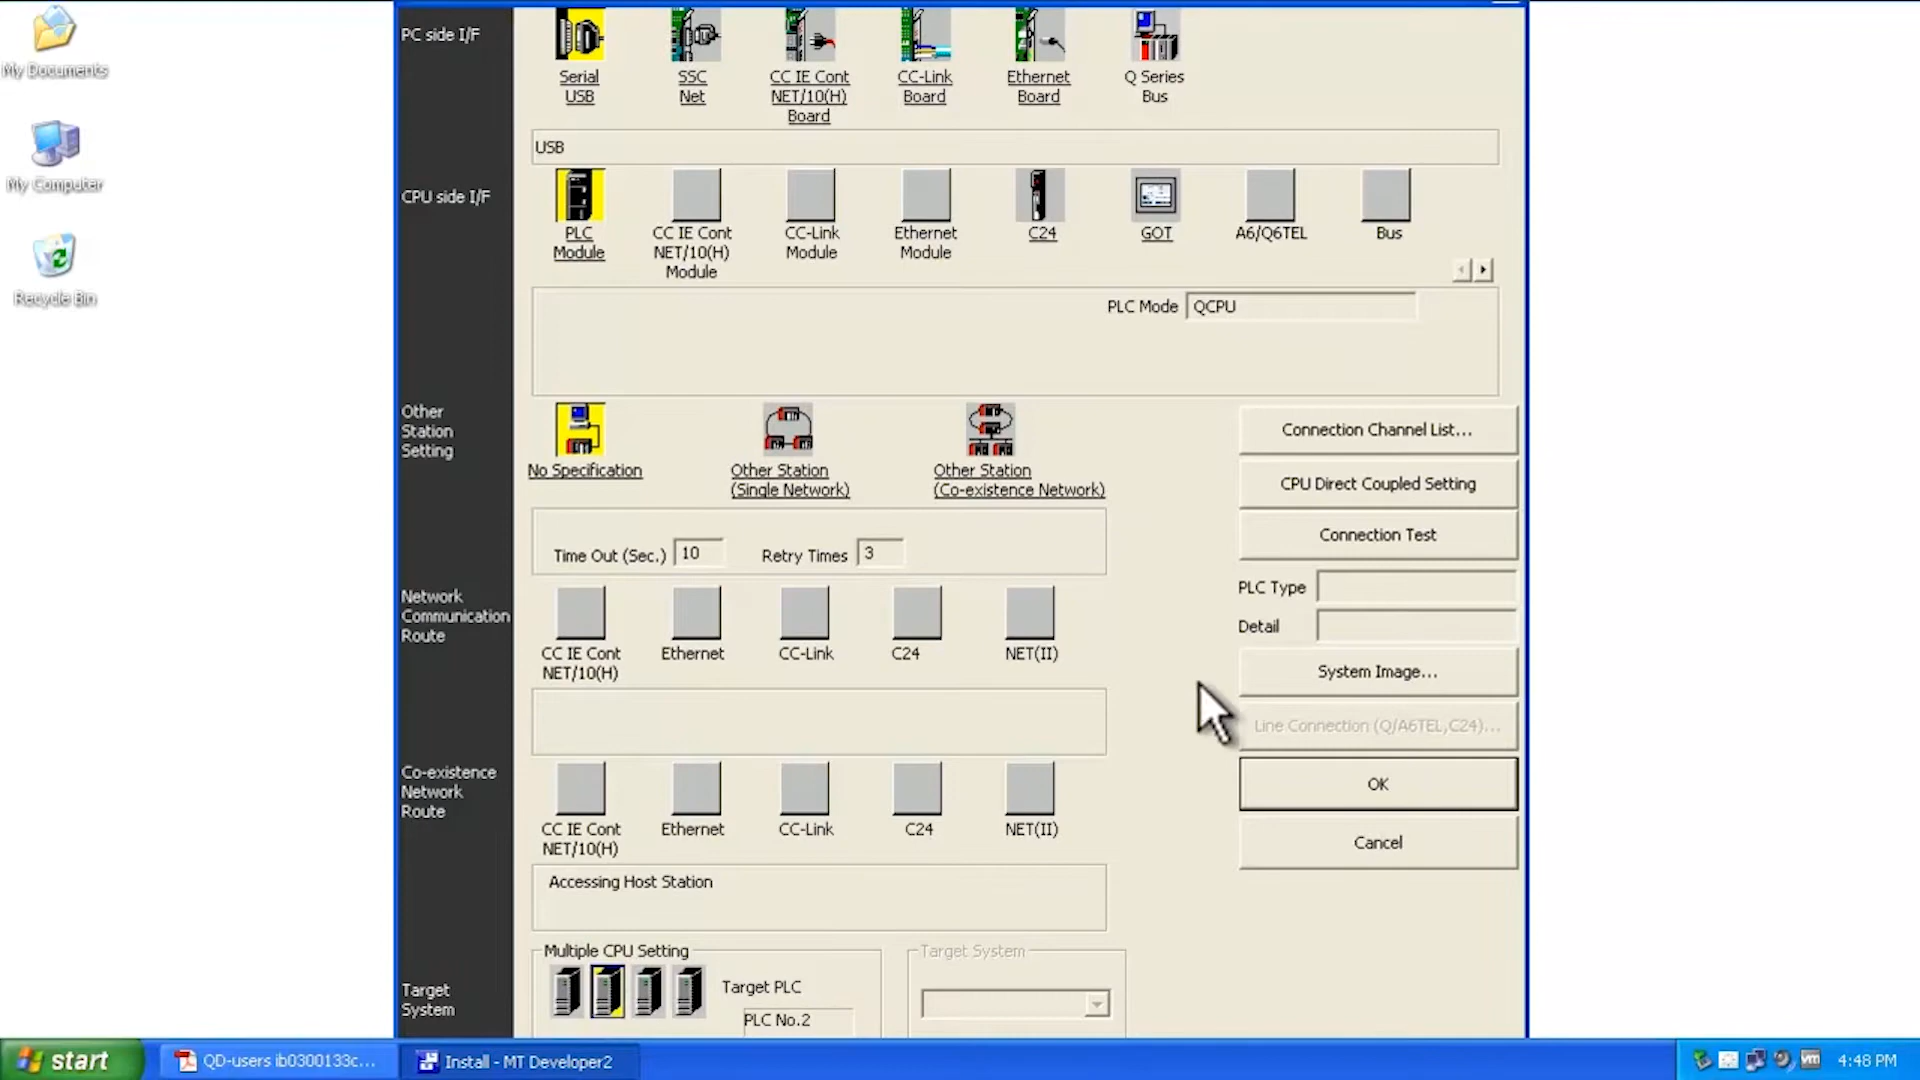 My Documents
My Computer
Recycle Bin
PC side I/F
Serial
USB
SSC
Net
CC IE Cont
NET/10(H)
Board
CC-Link
Board
Ethernet
Board
Q Series
Bus
USB
CPU side I/F
PLC
Module
CC IE Cont
NET/10(H)
Module
CC-Link
Module
Ethernet
Module
C24
GOT
A6/Q6TEL
Bus
PLC Mode QCPU
Other
Station
Setting
No Specification
Other Station
(Single Network)
Other Station
(Co-existence Network)
Time Out (Sec.) 10 Retry Times 3
Connection Channel List...
CPU Direct Coupled Setting
Connection Test
PLC Type
Detail
System Image...
Line Connection (Q/A6TEL,C24)...
OK
Cancel
Network
Communication
Route
CC IE Cont
NET/10(H)
Ethernet
CC-Link
C24
NET(II)
Co-existence
Network
Route
CC IE Cont
NET/10(H)
Ethernet
CC-Link
C24
NET(II)
Accessing Host Station
Target
System
Multiple CPU Setting
Target PLC
PLC No.2
Target System
start
QD-users ib0300133c...
Install - MT Developer2
vm
4:48 PM